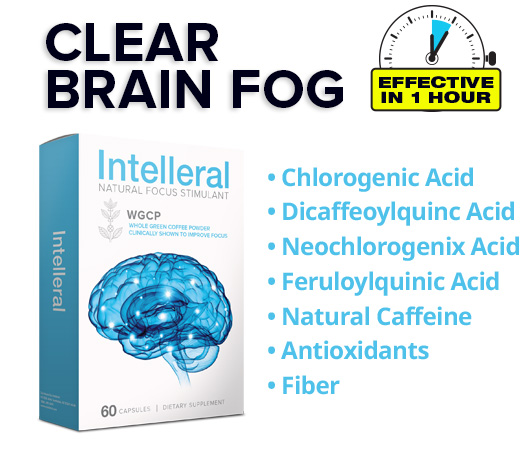 CLEAR
BRAIN FOG
EFFECTIVE
IN 1 HOUR
Intelleral
NATURAL FOCUS STIMULANT
WGCP
WHOLE GREEN COFFEE POWDER
CLINICALLY SHOWN TO IMPROVE FOCUS
Intelleral
60 CAPSULES | DIETARY SUPPLEMENT
• Chlorogenic Acid
• Dicaffeoylquinc Acid
• Neochlorogenix Acid
• Feruloylquinic Acid
• Natural Caffeine
• Antioxidants
• Fiber